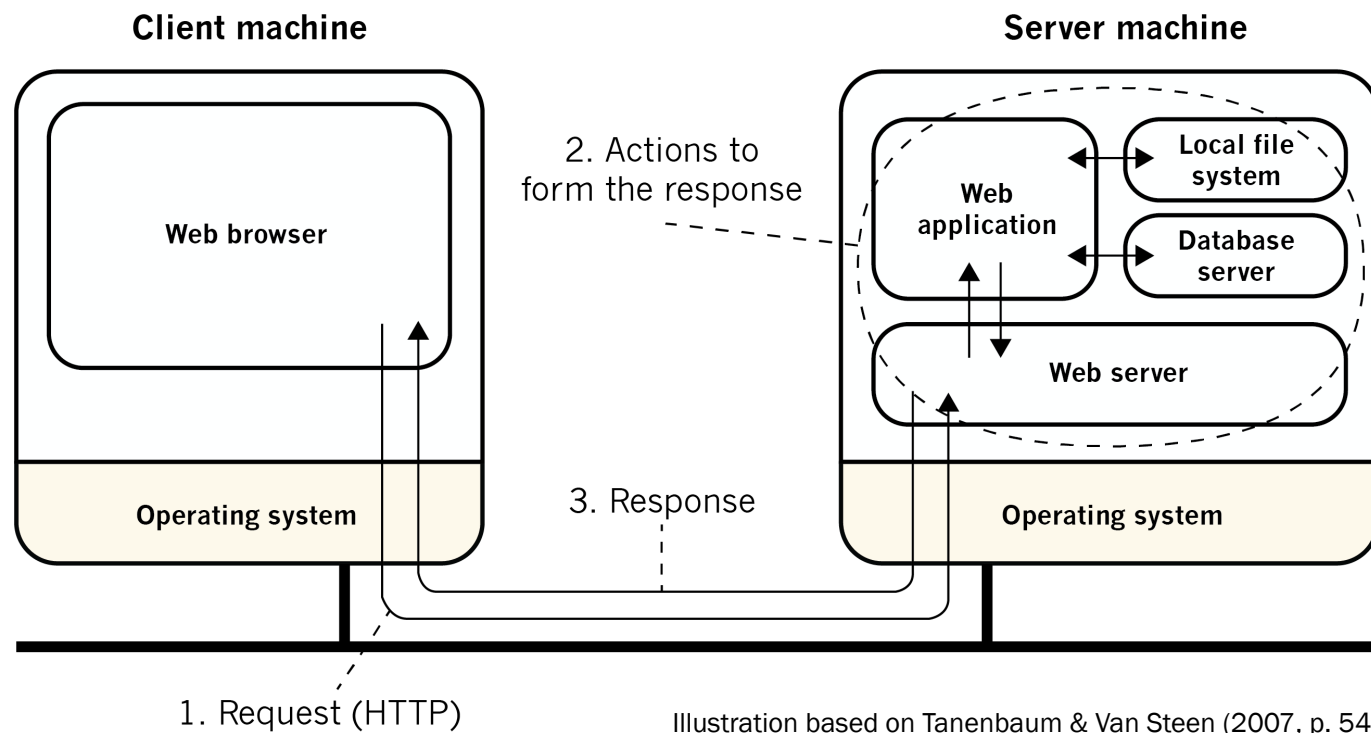 Client machine
Server machine
Web browser
2. Actions to
form the response
Web
application
Local file
system
Database
server
Web server
Operating system
3. Response
Operating system
1. Request (HTTP)
Illustration based on Tanenbaum & Van Steen (2007, p. 54